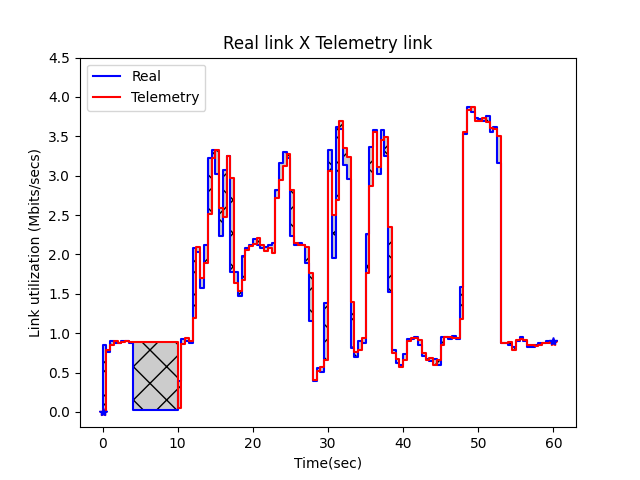 Real link X Telemetry link
Real
Telemetry
Link utilization (Mbits/secs)
4.5
4.0
3.5
3.0
2.5
2.0
1.5
1.0
0.5
0.0
0 10 20 30 40 50 60
Time(sec)